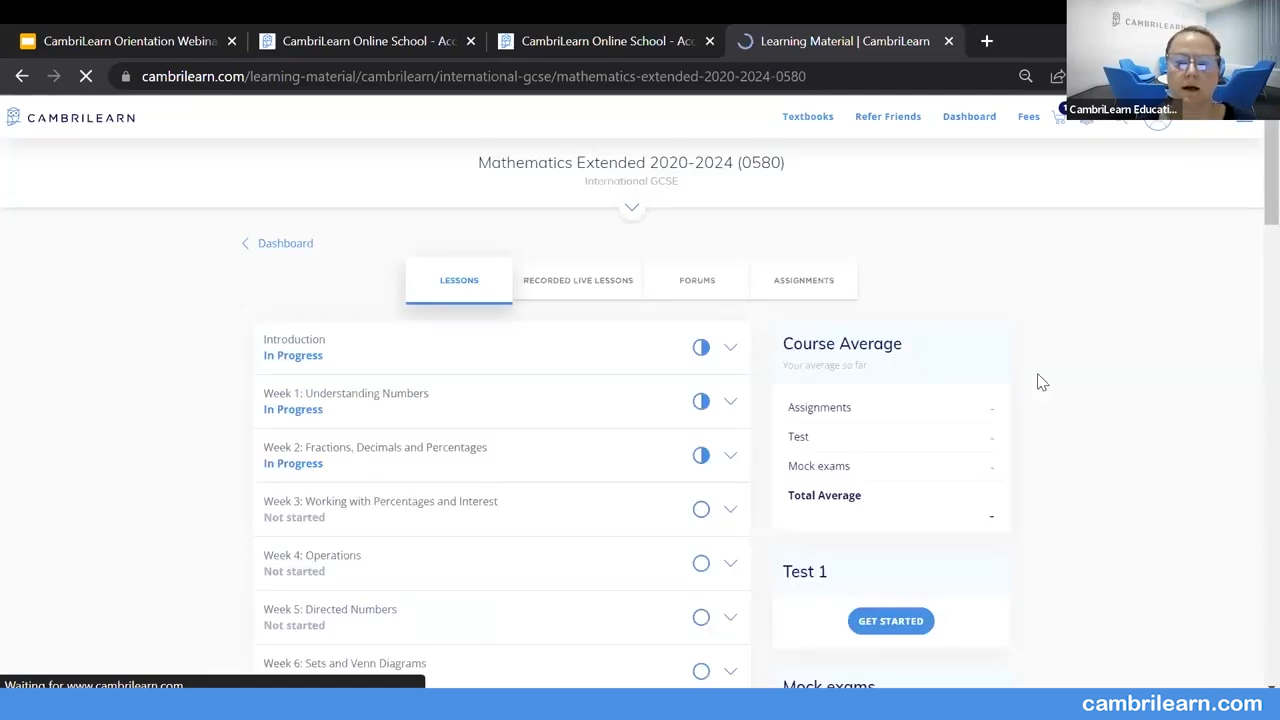 CambriLearn Orientation Webina
CambriLearn Online School - Acc
CambriLearn Online School - Acc
Learning Material | CambriLearn
cambrilearn.com/learning-material/cambrilearn/international-gcse/mathematics-extended-2020-2024-0580
CAMBRILEARN
CambriLearn Educati...
CAMBRILEARN
Textbooks
Refer Friends
Dashboard
Fees
Mathematics Extended 2020-2024 (0580)
International GCSE
Dashboard
LESSONS
RECORDED LIVE LESSONS
FORUMS
ASSIGNMENTS
Introduction
In Progress
Week 1: Understanding Numbers
In Progress
Week 2: Fractions, Decimals and Percentages
In Progress
Week 3: Working with Percentages and Interest
Not started
Week 4: Operations
Not started
Week 5: Directed Numbers
Not started
Week 6: Sets and Venn Diagrams
Course Average
Your average so far
Assignments -
Test -
Mock exams -
Total Average
-
Test 1
GET STARTED
Mock exams
Waiting for www.cambrilearn.com
cambrilearn.com